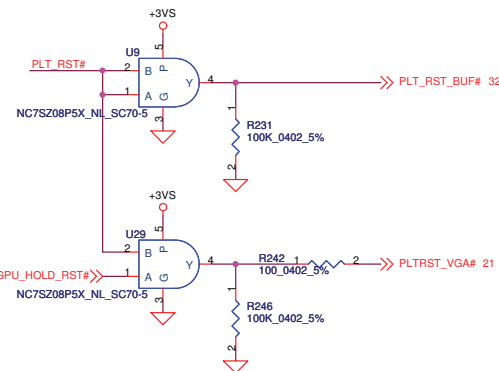 +3VS
U9
5
PLT_RST#
2
B
P
Y
4
PLT_RST_BUF# 32
1
A
G
NC7SZ08P5X_NL_SC70-5
3
1
R231
100K_0402_5%
2
+3VS
U29
5
2
B
P
Y
4
R242
1
2
PLTRST_VGA# 21
100_0402_5%
GPU_HOLD_RST#
1
A
G
NC7SZ08P5X_NL_SC70-5
3
1
R246
100K_0402_5%
2